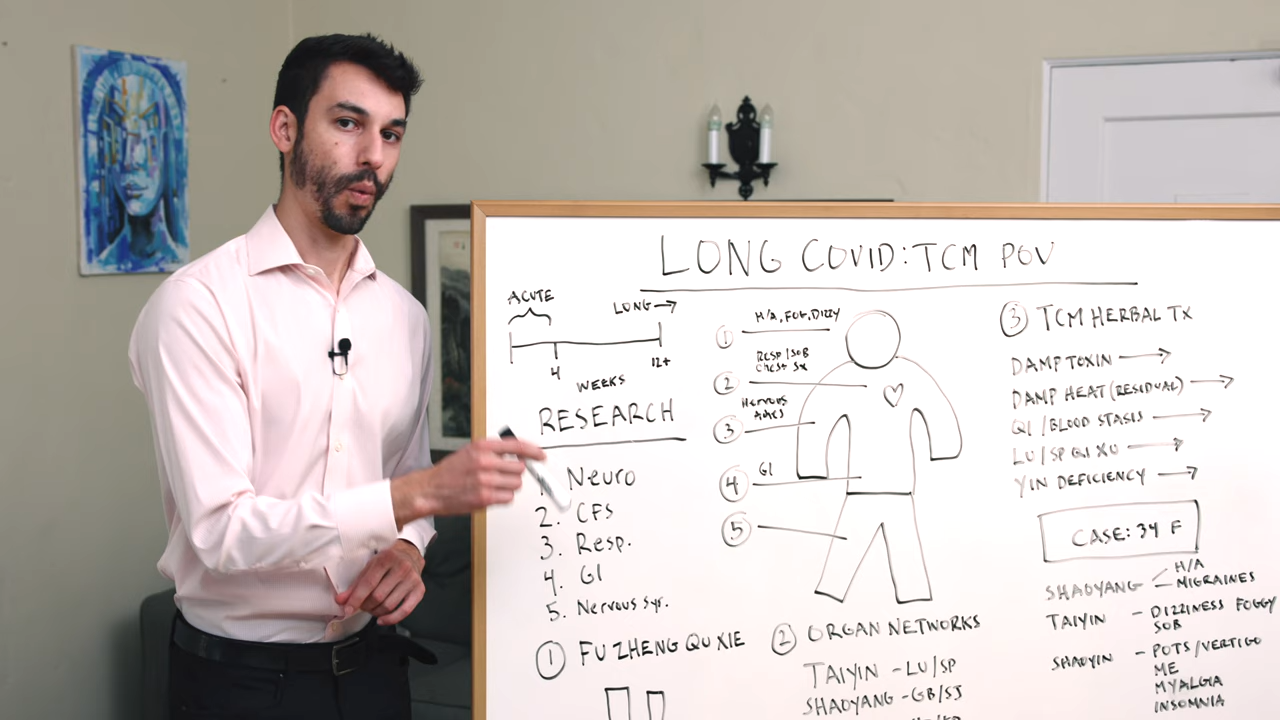 LONG COVID: TCM POV
ACUTE
LONG →
4
12+
WEEKS
RESEARCH
1. Neuro
2. CFS
3. Resp.
4. GI
5. Nervous Sys.
① FU ZHENG QU XIE
① H/A, FOG, DIZZY
② RESP/SOB
Chest Sx
③ Nervous
Aches
④ GI
⑤
② ORGAN NETWORKS
TAIYIN - LU/SP
SHAOYANG - GB/SJ
③ TCM HERBAL TX
DAMP TOXIN →
DAMP HEAT (RESIDUAL) →
QI/BLOOD STASIS →
LU/SP QI XU →
YIN DEFICIENCY →
CASE: 34 F
SHAOYANG - H/A
- MIGRAINES
TAIYIN - DIZZINESS FOGGY
SOB
SHAOYIN - POTS/VERTIGO
ME
MYALGIA
INSOMNIA